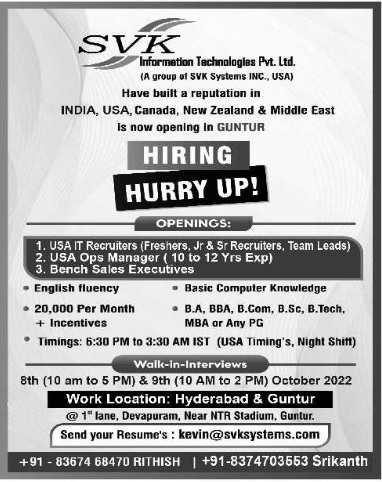 SVK
Information Technologies Pvt. Ltd.
(A group of SVK Systems INC., USA)
Have built a reputation in
INDIA, USA, Canada, New Zealand & Middle East
is now opening in GUNTUR
HIRING
HURRY UP!
OPENINGS:
1. USA IT Recruiters (Freshers, Jr & Sr Recruiters, Team Leads)
2. USA Ops Manager ( 10 to 12 Yrs Exp)
3. Bench Sales Executives
• English fluency
• Basic Computer Knowledge
• 20,000 Per Month
+ Incentives
• B.A, BBA, B.Com, B.Sc, B.Tech,
MBA or Any PG
• Timings: 6:30 PM to 3:30 AM IST (USA Timing's, Night Shift)
Walk-in-Interviews
8th (10 am to 5 PM) & 9th (10 AM to 2 PM) October 2022
Work Location: Hyderabad & Guntur
@ 1st lane, Devapuram, Near NTR Stadium, Guntur.
Send your Resume's : kevin@svksystems.com
+91 - 83674 68470 RITHISH | +91-8374703553 Srikanth